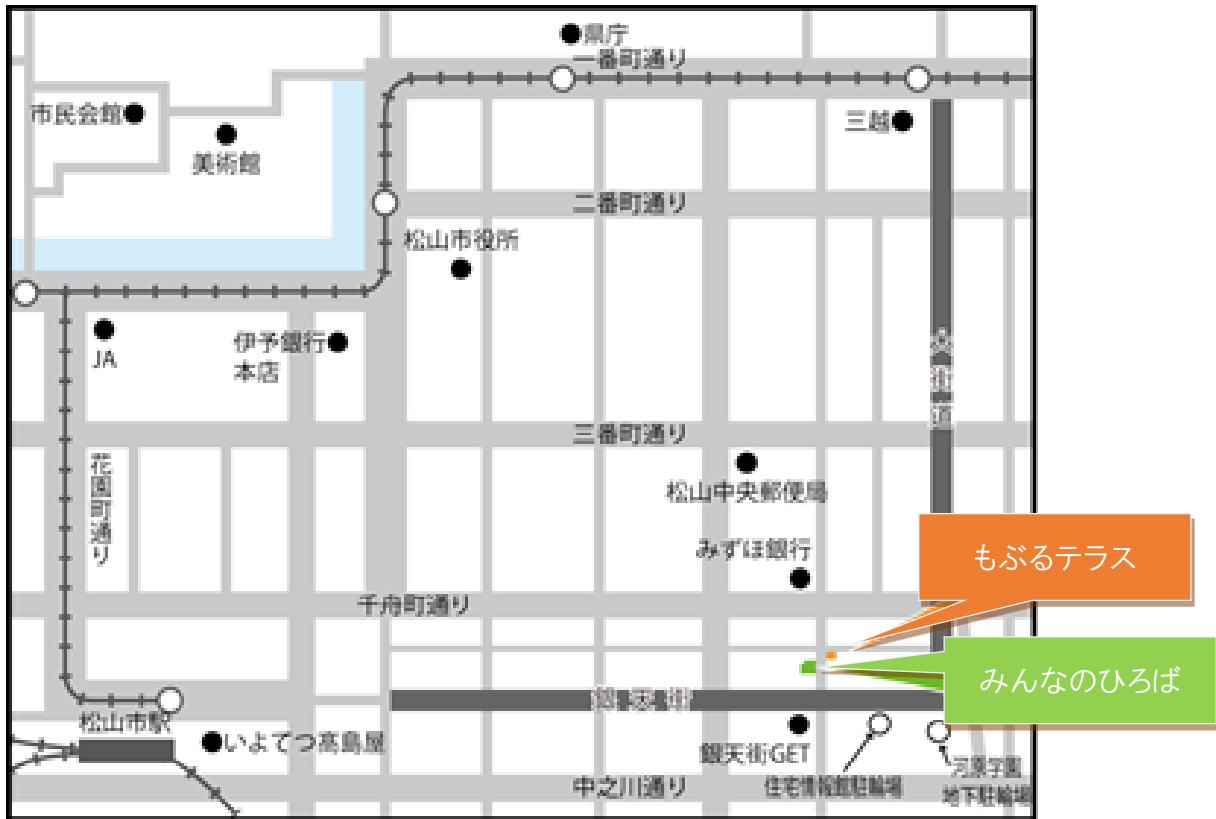 県庁
一番町通り
市民会館
三越
美術館
二番町通り
松山市役所
JA
伊予銀行
本店
大街道
三番町通り
花園町通り
松山中央郵便局
もぶるテラス
みずほ銀行
千舟町通り
みんなのひろば
銀天街
松山市駅
いよてつ髙島屋
銀天街GET
中之川通り
住宅情報館駐輪場
河原学園
地下駐輪場